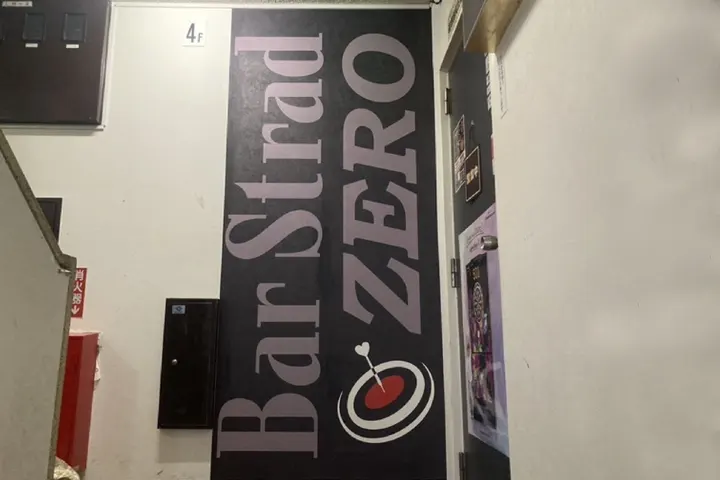 4F
Bar Strad
ZERO
消火器